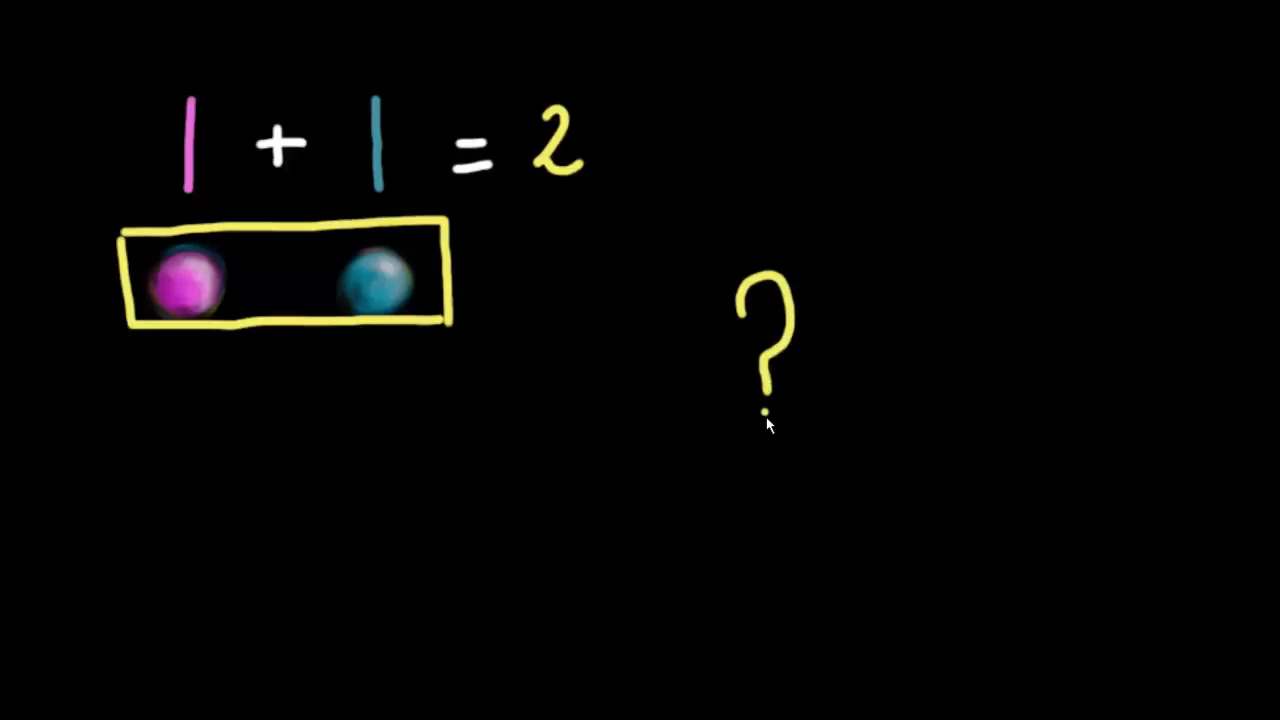 1 + 1 = 2
?